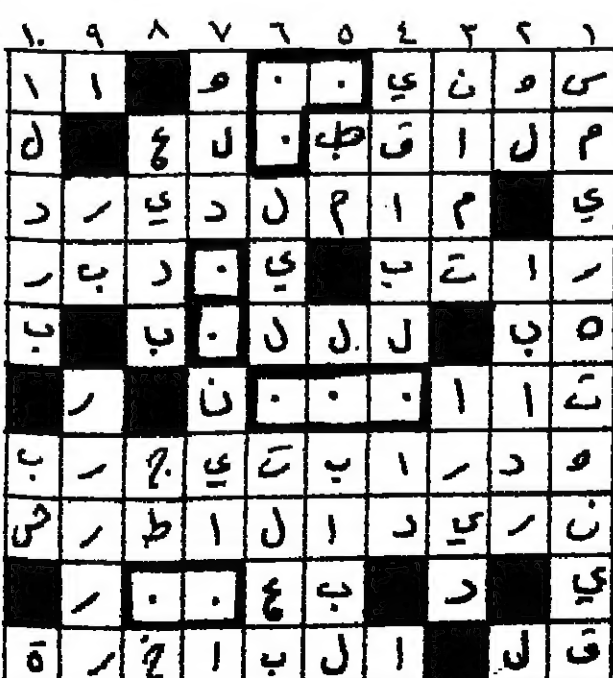 ١ ٢ ٣ ٤ ٥ ٦ ٧ ٨ ٩ ١٠
س و ن ي . . و ا ا
م ل ا ق ط . ل ع ل
ي م ا م ل د ي ر د
ر ا ت ب ي . د ب ر
ه ب ل ل ل . ب ب
ت ا ا . . . ن ر
و د ر ا ب ت ي ج ر ب
ن ر ي د ا ل ا ط ر ش
ي د ب ع . . ر
ق ل ا ل ب ا خ ر ة